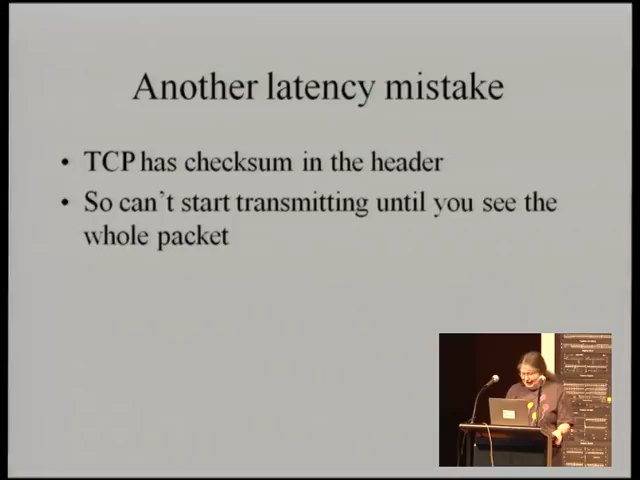 Another latency mistake
• TCP has checksum in the header
• So can't start transmitting until you see the
whole packet